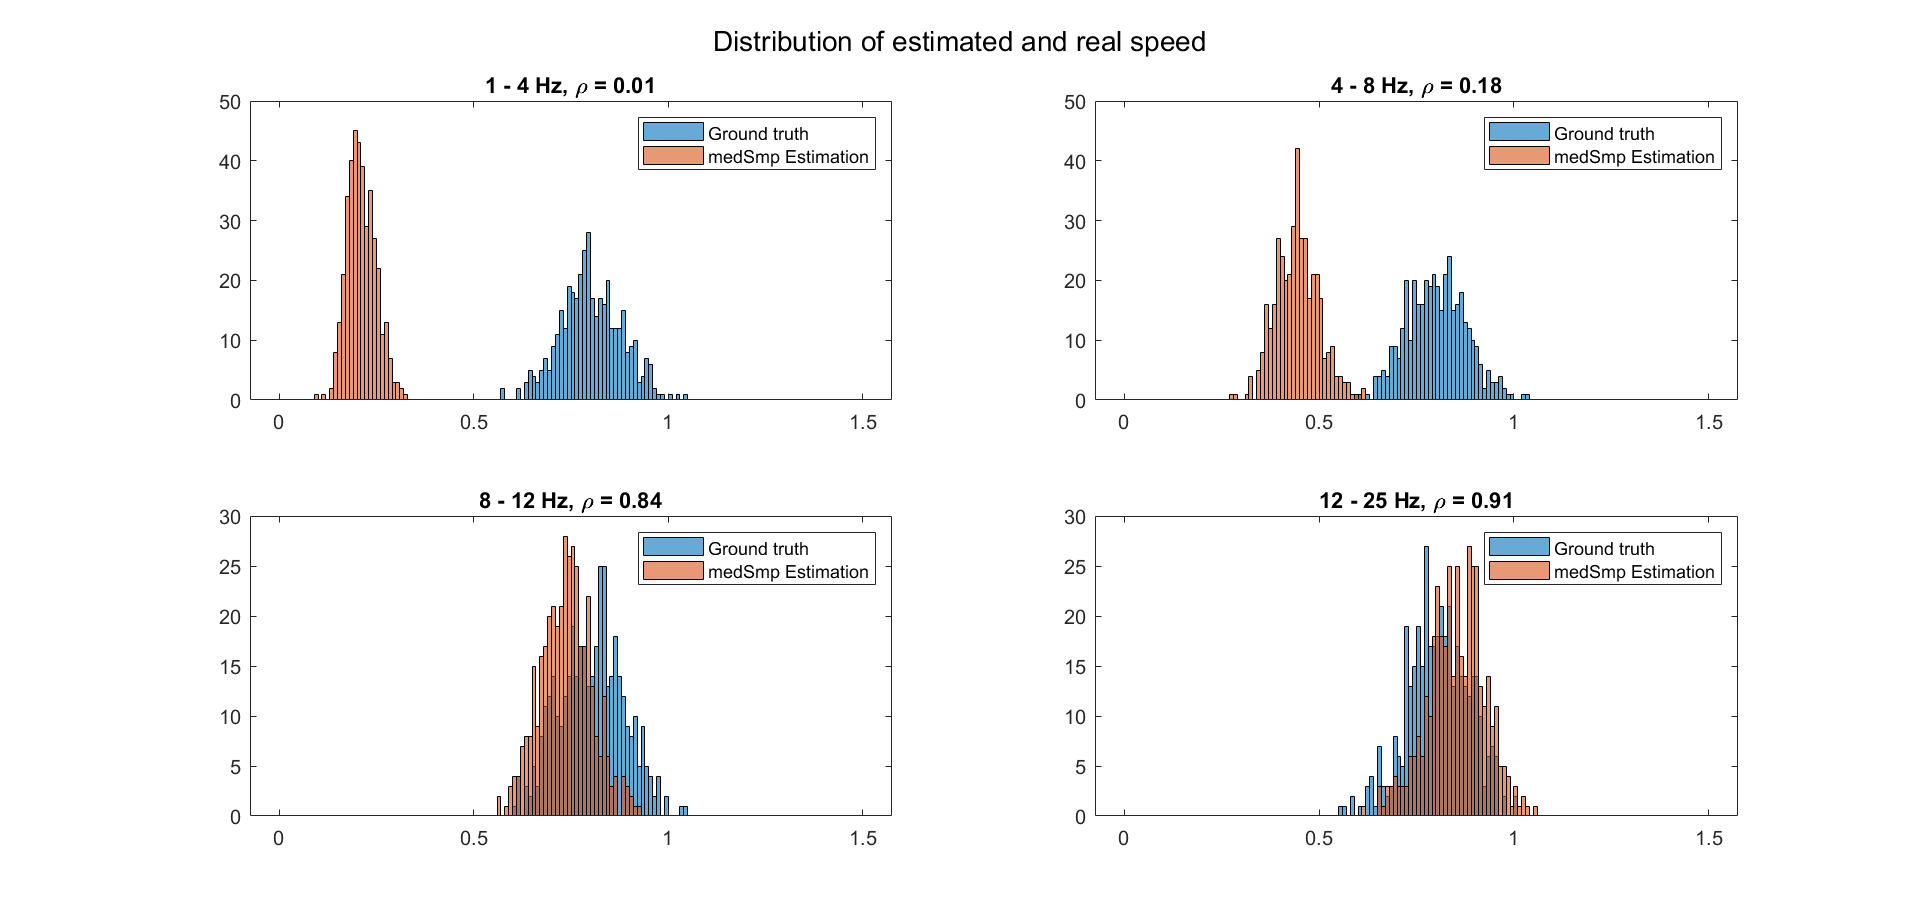 Distribution of estimated and real speed
1 - 4 Hz, ρ = 0.01
50
40
30
20
10
0
0 0.5 1 1.5
Ground truth
medSmp Estimation
4 - 8 Hz, ρ = 0.18
50
40
30
20
10
0
0 0.5 1 1.5
Ground truth
medSmp Estimation
8 - 12 Hz, ρ = 0.84
30
25
20
15
10
5
0
0 0.5 1 1.5
Ground truth
medSmp Estimation
12 - 25 Hz, ρ = 0.91
30
25
20
15
10
5
0
0 0.5 1 1.5
Ground truth
medSmp Estimation